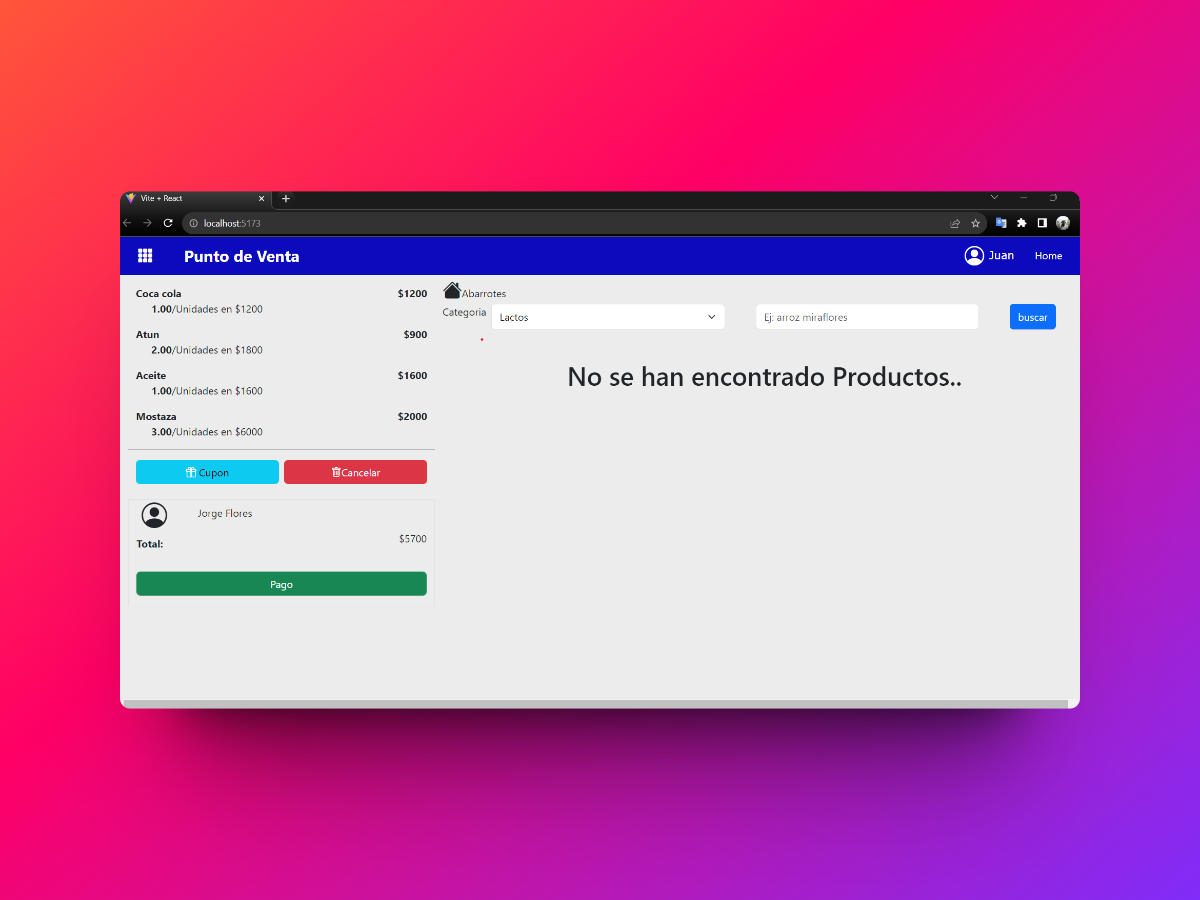 Vite + React
localhost:5173
Punto de Venta
Juan
Home
Coca cola $1200
1.00/Unidades en $1200
Atun $900
2.00/Unidades en $1800
Aceite $1600
1.00/Unidades en $1600
Mostaza $2000
3.00/Unidades en $6000
Cupon
Cancelar
Jorge Flores
Total: $5700
Pago
Abarrotes
Categoria Lactos
Ej: arroz miraflores
buscar
No se han encontrado Productos..